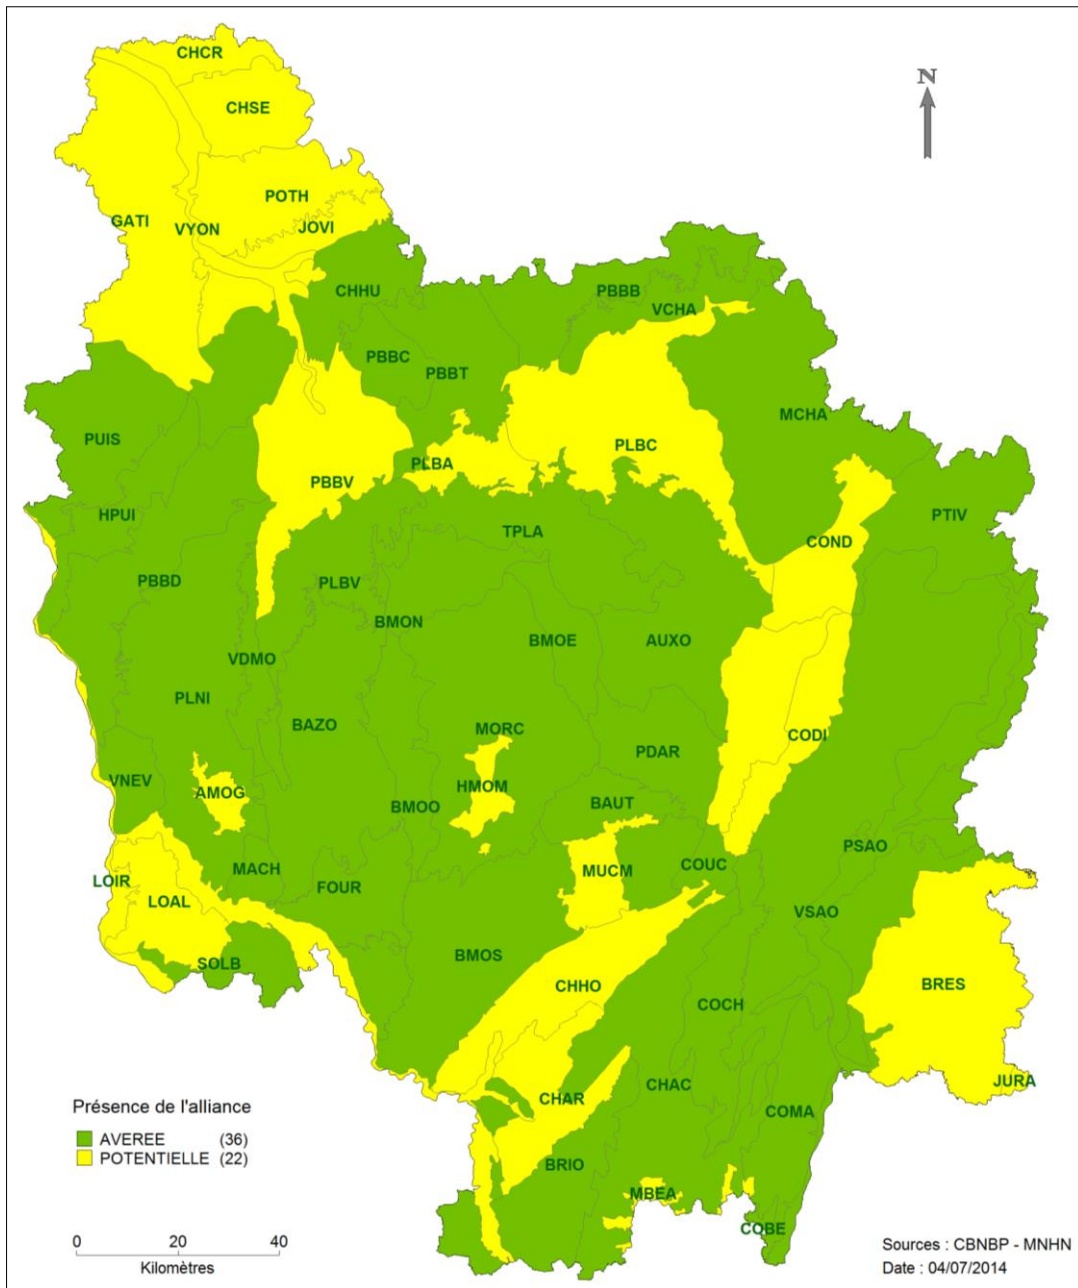 CHCR
N
CHSE
POTH
GATI
VYON
JOVI
CHHU
PBBB
VCHA
PBBC
PBBT
MCHA
PUIS
PLBC
PLBA
PBBV
HPUI
PTIV
TPLA
COND
PBBD
PLBV
BMON
BMOE
AUXO
VDMO
PLNI
BAZO
MORC
CODI
PDAR
VNEV
AMOG
HMOM
BMOO
BAUT
PSAO
COUC
MACH
MUCM
LOIR
FOUR
LOAL
VSAO
BMOS
SOLB
CHHO
BRES
COCH
JURA
CHAC
CHAR
COMA
Présence de l'alliance
AVEREE (36)
POTENTIELLE (22)
BRIO
MBEA
COBE
0 20 40
Kilomètres
Sources : CBNBP - MNHN
Date : 04/07/2014